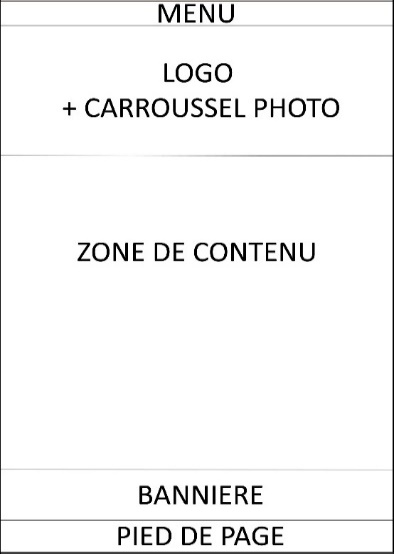 MENU
LOGO
+ CARROUSSEL PHOTO
ZONE DE CONTENU
BANNIERE
PIED DE PAGE